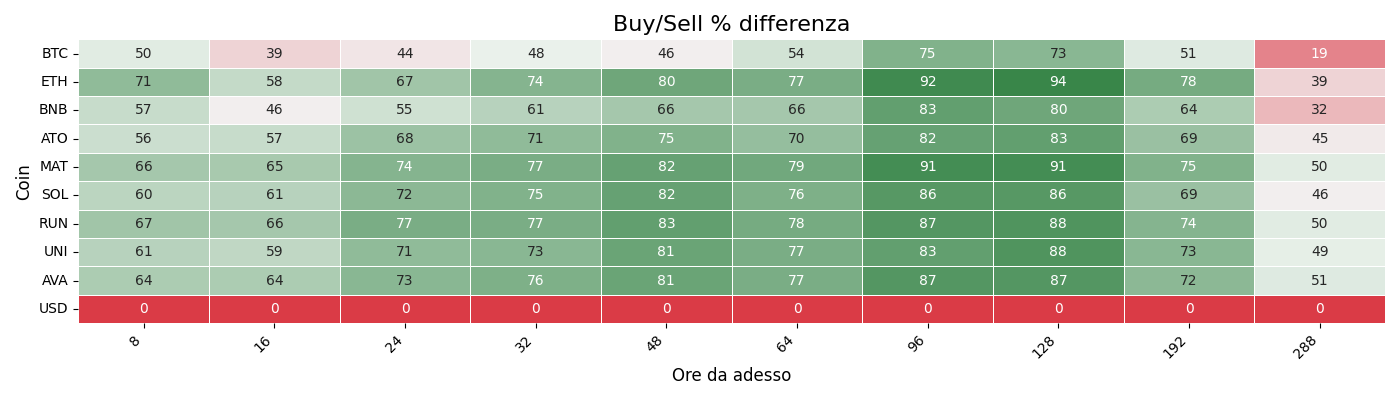 Buy/Sell % differenza
Coin
BTC 50 39 44 48 46 54 75 73 51 19
ETH 71 58 67 74 80 77 92 94 78 39
BNB 57 46 55 61 66 66 83 80 64 32
ATO 56 57 68 71 75 70 82 83 69 45
MAT 66 65 74 77 82 79 91 91 75 50
SOL 60 61 72 75 82 76 86 86 69 46
RUN 67 66 77 77 83 78 87 88 74 50
UNI 61 59 71 73 81 77 83 88 73 49
AVA 64 64 73 76 81 77 87 87 72 51
USD 0 0 0 0 0 0 0 0 0 0
8 16 24 32 48 64 96 128 192 288
Ore da adesso